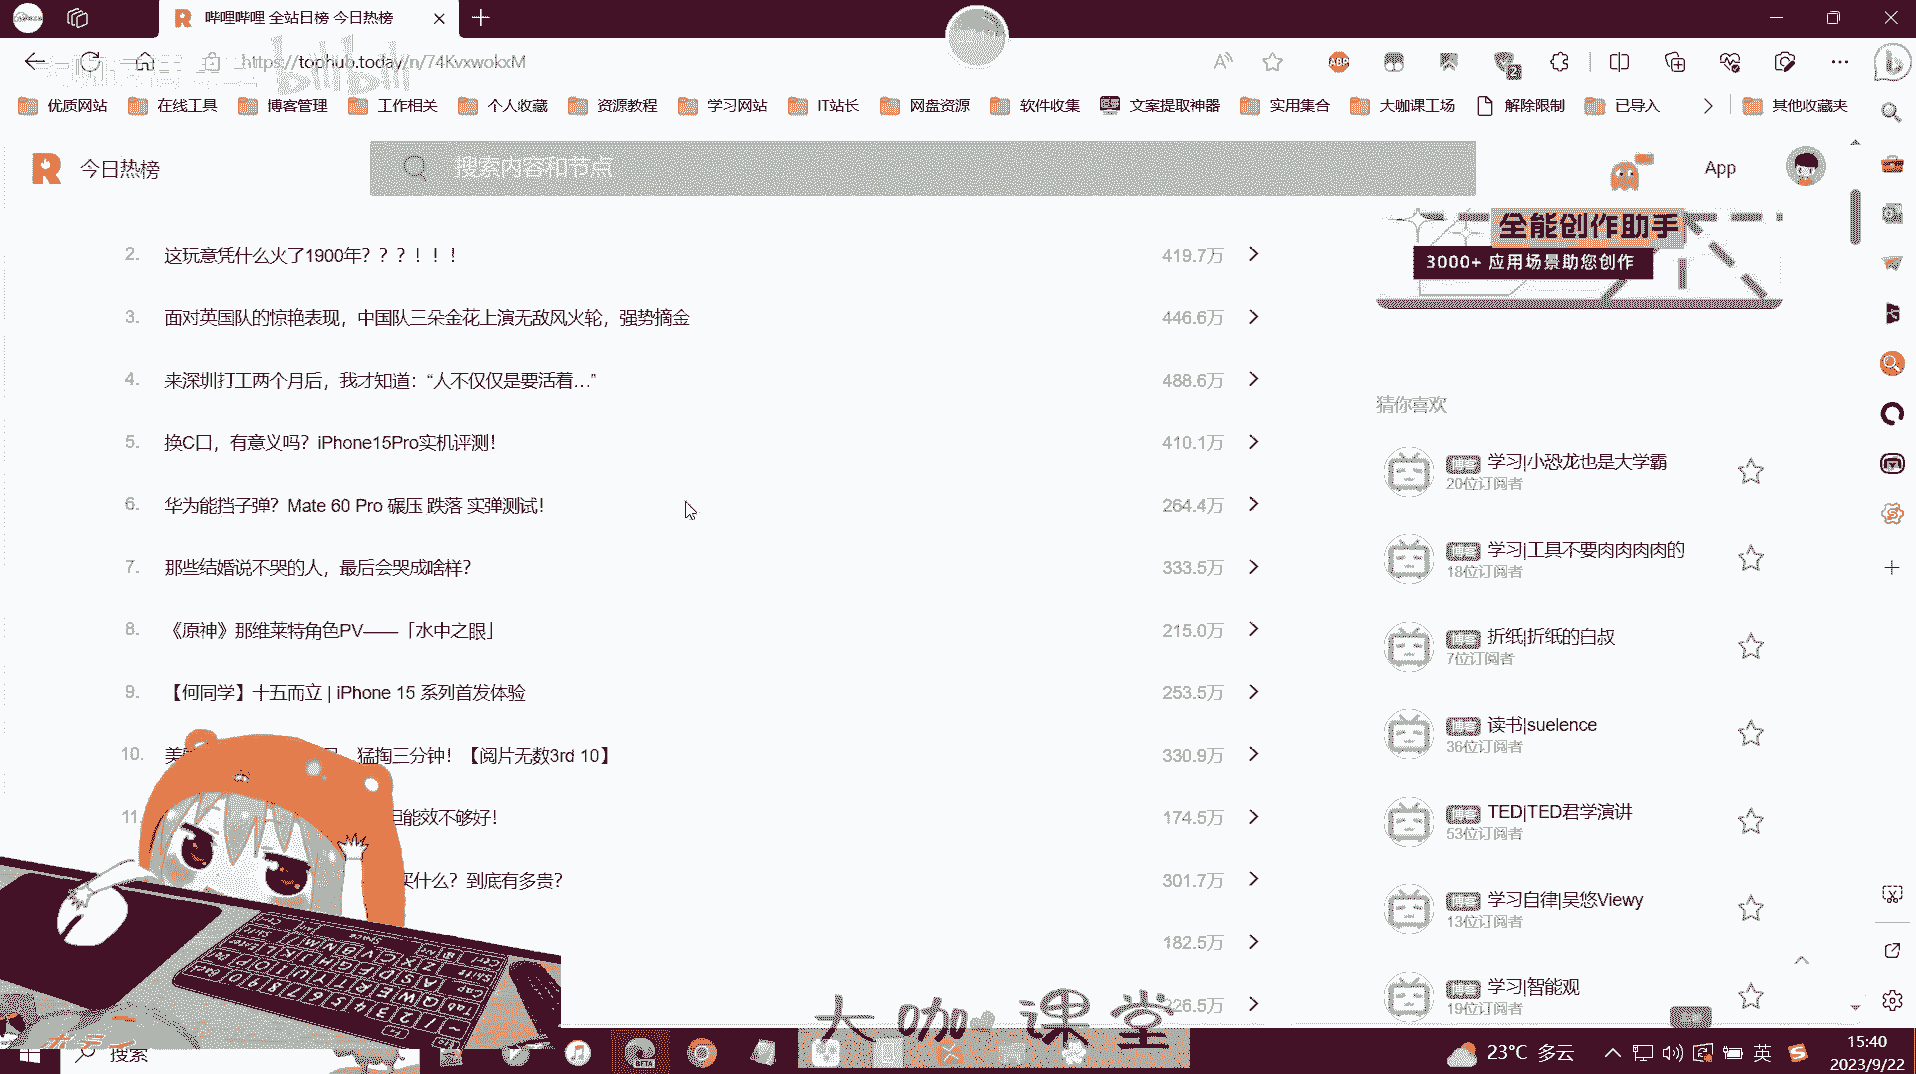 哔哩哔哩 全站日榜 今日热榜
https://tophub.today/n/74KvxwokxM
bilibili
优质网站 在线工具 博客管理 工作相关 个人收藏 资源教程 学习网站 IT站长 网盘资源 软件收集 文案提取神器 实用集合 大咖课工场 解除限制 已导入 其他收藏夹
今日热榜 搜索内容和节点 App
全能创作助手
3000+ 应用场景助您创作
2. 这玩意凭什么火了1900年？？？！！！ 419.7万
3. 面对英国队的惊艳表现，中国队三朵金花上演无敌风火轮，强势摘金 446.6万
4. 来深圳打工两个月后，我才知道：“人不仅仅是要活着...” 488.6万
5. 换C口，有意义吗？iPhone15Pro实机评测！ 410.1万
6. 华为能挡子弹？Mate 60 Pro 碾压 跌落 实弹测试！ 264.4万
7. 那些结婚说不哭的人，最后会哭成啥样？ 333.5万
8. 《原神》那维莱特角色PV——「水中之眼」 215.0万
9. 【何同学】十五而立 | iPhone 15 系列首发体验 253.5万
10. 猛掏三分钟！【阅片无数3rd 10】 330.9万
11. 能效不够好！ 174.5万
买什么？到底有多贵？ 301.7万
182.5万
26.5万
猜你喜欢
博客 学习|小恐龙也是大学霸
20位订阅者
博客 学习|工具不要肉肉肉肉的
18位订阅者
博客 折纸|折纸的白叔
7位订阅者
博客 读书|suelence
36位订阅者
博客 TED|TED君学演讲
53位订阅者
博客 学习自律|吴悠Viewy
13位订阅者
博客 学习|智能观
19位订阅者
大咖课堂
搜索
23°C 多云 英 15:40
2023/9/22